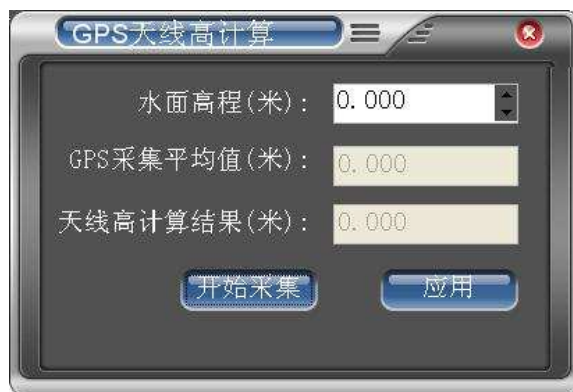 GPS天线高计算
水面高程(米): 0.000
GPS采集平均值(米): 0.000
天线高计算结果(米): 0.000
开始采集 应用